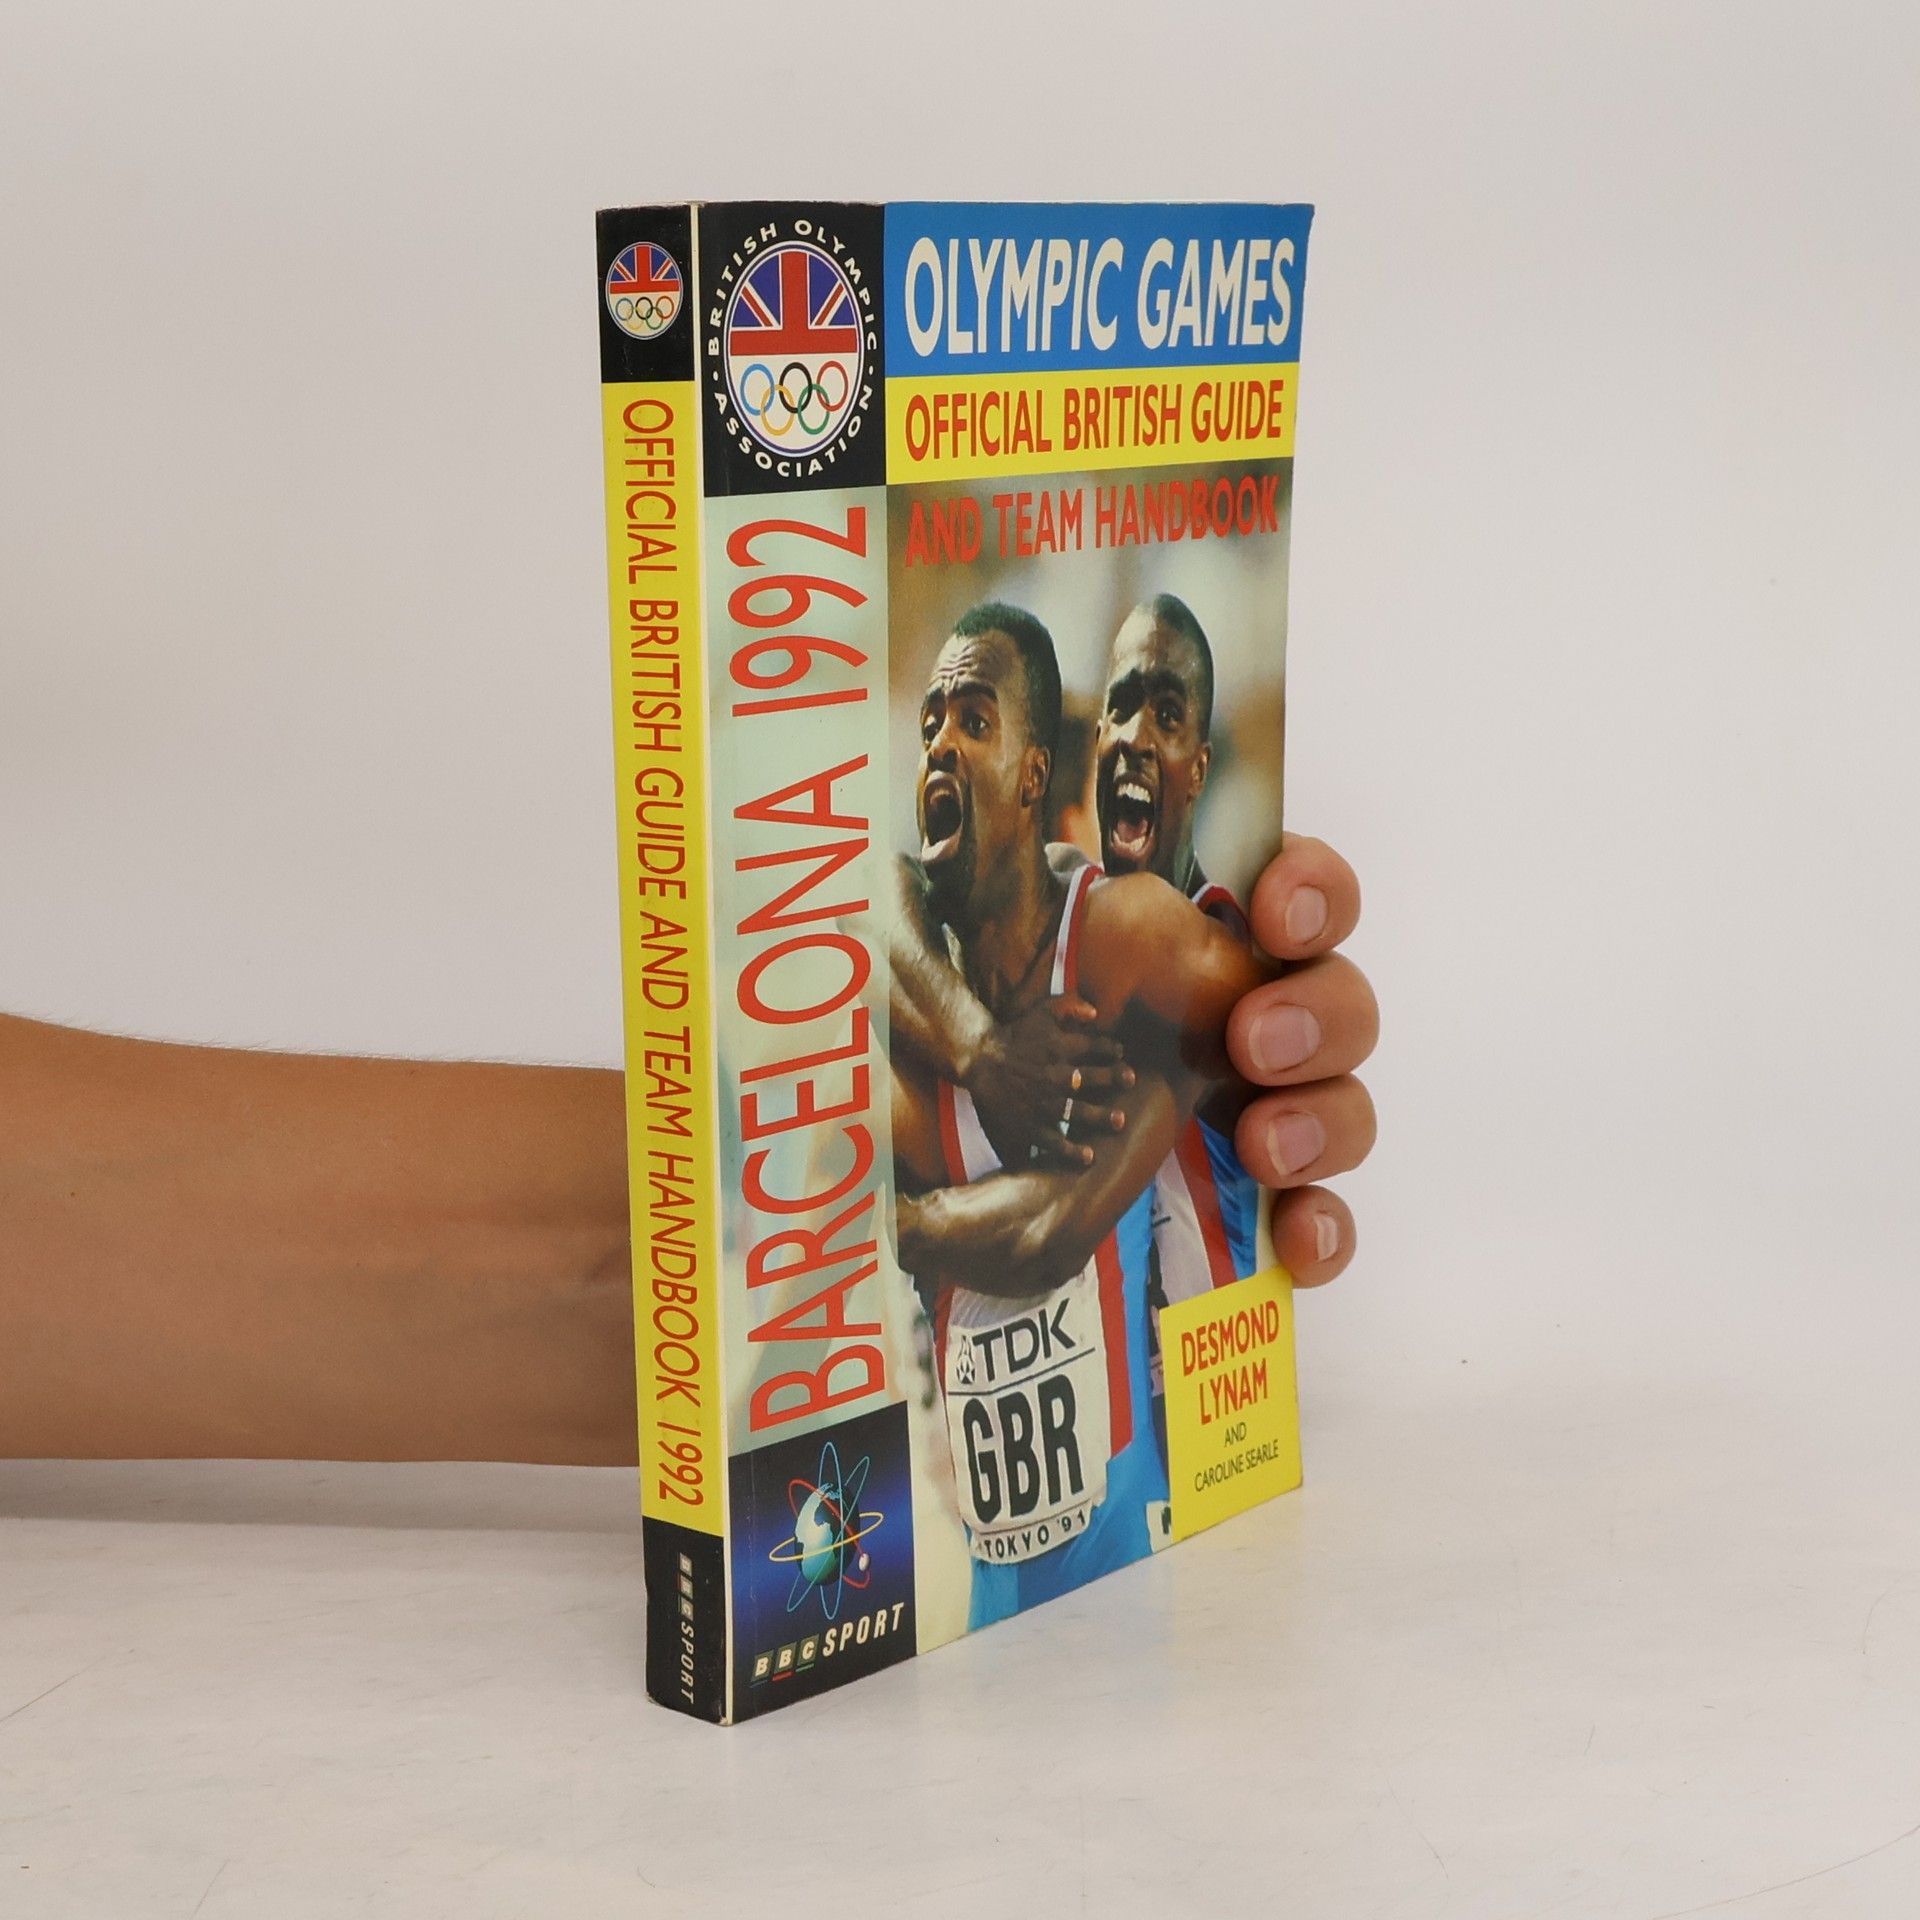 OFFICIAL BRITISH GUIDE AND TEAM HANDBOOK 1992
BBC SPORT
BRITISH OLYMPIC • ASSOCIATION •
OLYMPIC GAMES
OFFICIAL BRITISH GUIDE
AND TEAM HANDBOOK
BARCELONA 1992
TDK
GBR
TOKYO '91
DESMOND
LYNAM
AND
CAROLINE SEARLE
BBC SPORT